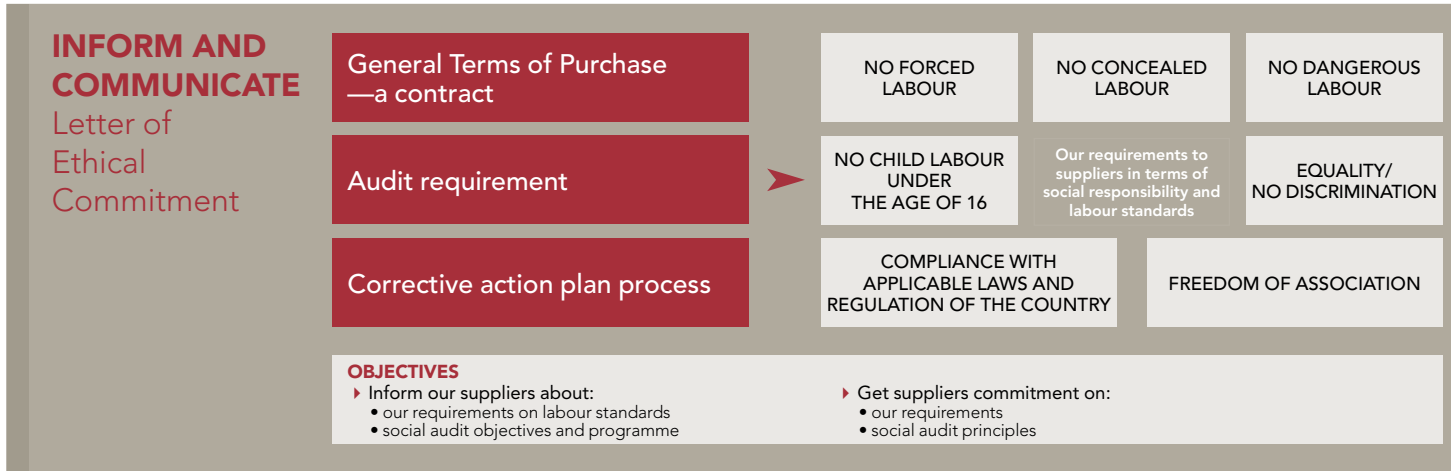 INFORM AND
COMMUNICATE
Letter of
Ethical
Commitment
General Terms of Purchase
—a contract
Audit requirement
Corrective action plan process
NO FORCED
LABOUR
NO CONCEALED
LABOUR
NO DANGEROUS
LABOUR
NO CHILD LABOUR
UNDER
THE AGE OF 16
Our requirements to
suppliers in terms of
social responsibility and
labour standards
EQUALITY/
NO DISCRIMINATION
COMPLIANCE WITH
APPLICABLE LAWS AND
REGULATION OF THE COUNTRY
FREEDOM OF ASSOCIATION
OBJECTIVES
Inform our suppliers about:
• our requirements on labour standards
• social audit objectives and programme
Get suppliers commitment on:
• our requirements
• social audit principles